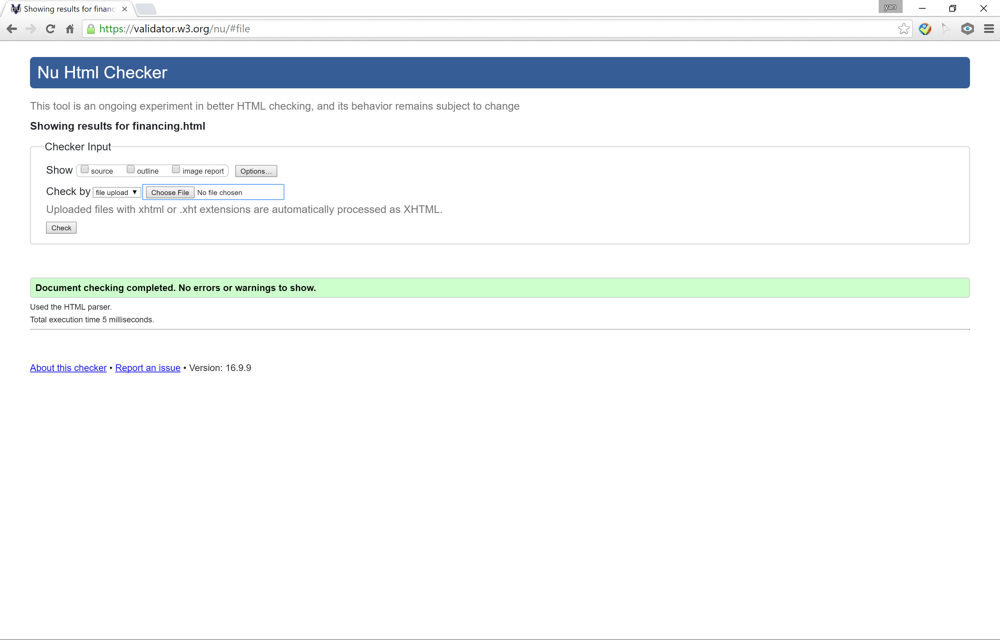 nu Showing results for financ
yan
https://validator.w3.org/nu/#file
Nu Html Checker
This tool is an ongoing experiment in better HTML checking, and its behavior remains subject to change
Showing results for financing.html
Checker Input
Show source outline image report Options…
Check by file upload Choose File No file chosen
Uploaded files with xhtml or .xht extensions are automatically processed as XHTML.
Check
Document checking completed. No errors or warnings to show.
Used the HTML parser.
Total execution time 5 milliseconds.
About this checker • Report an issue • Version: 16.9.9